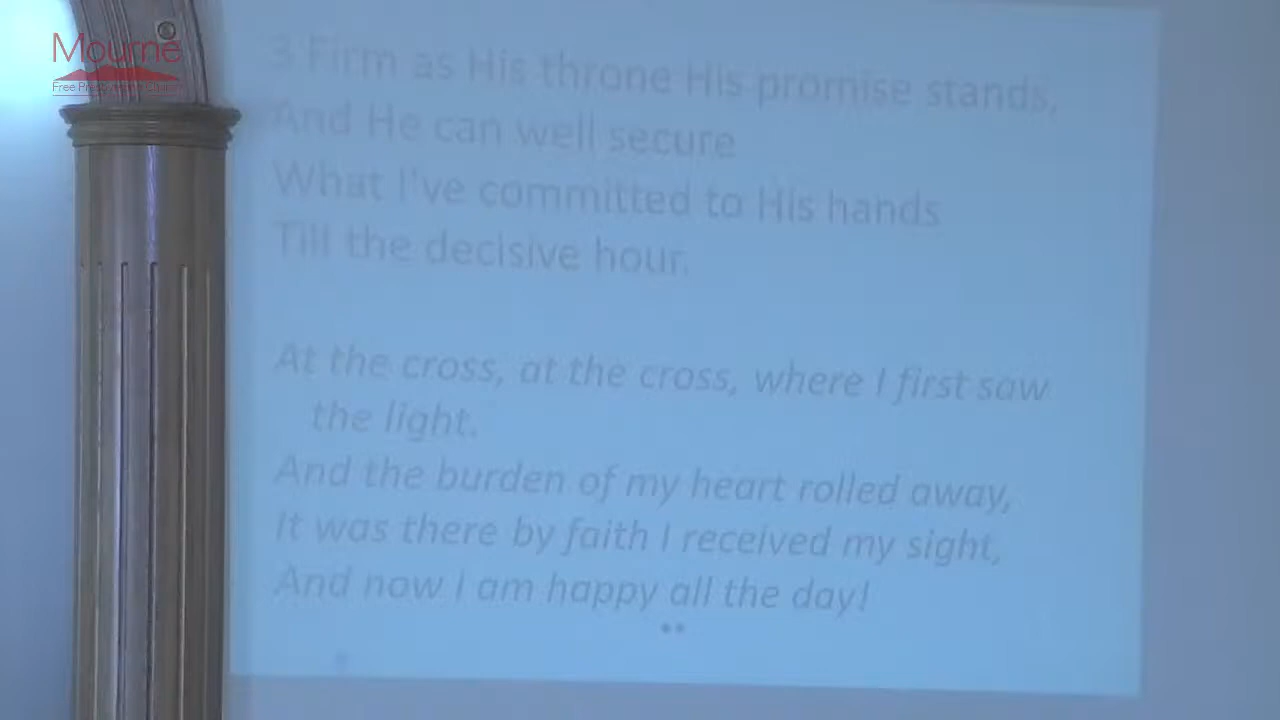 Mourne
Free Presbyterian Church
3 Firm as His throne His promise stands,
And He can well secure
What I've committed to His hands
Till the decisive hour.
At the cross, at the cross, where I first saw
the light.
And the burden of my heart rolled away,
It was there by faith I received my sight,
And now I am happy all the day!